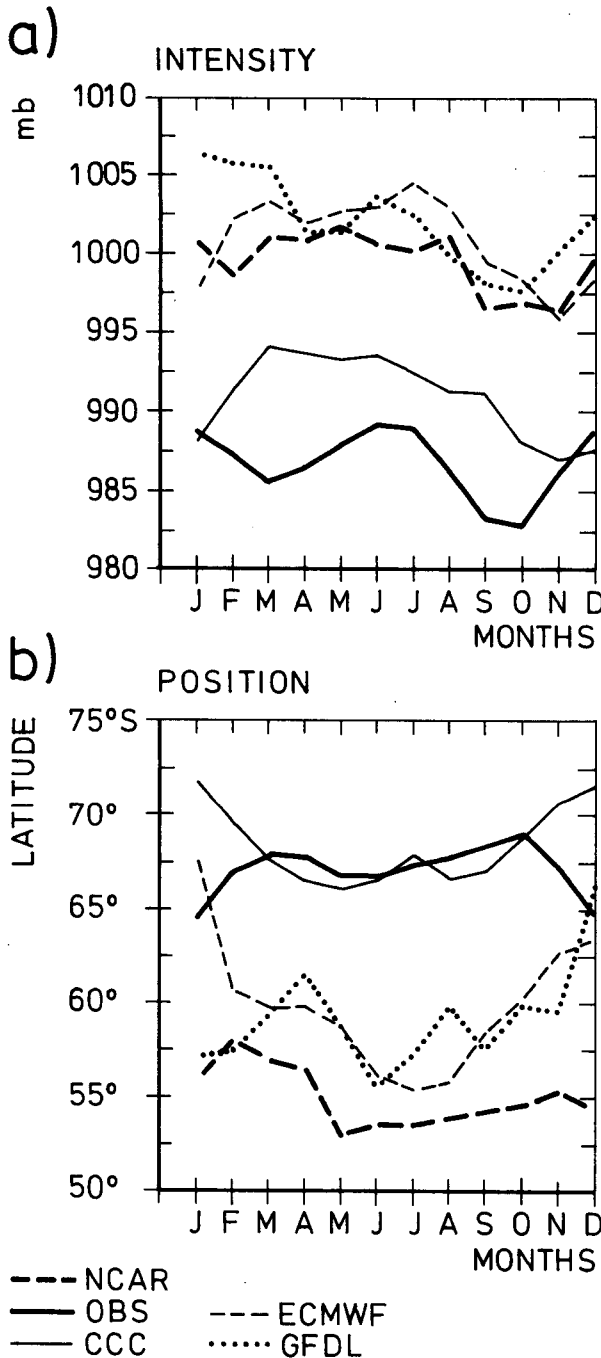 a)
INTENSITY
mb
1010
1005
1000
995
990
985
980
J F M A M J J A S O N D
MONTHS
b)
POSITION
LATITUDE
75°S
70°
65°
60°
55°
50°
J F M A M J J A S O N D
MONTHS
NCAR
OBS
ECMWF
CCC
GFDL